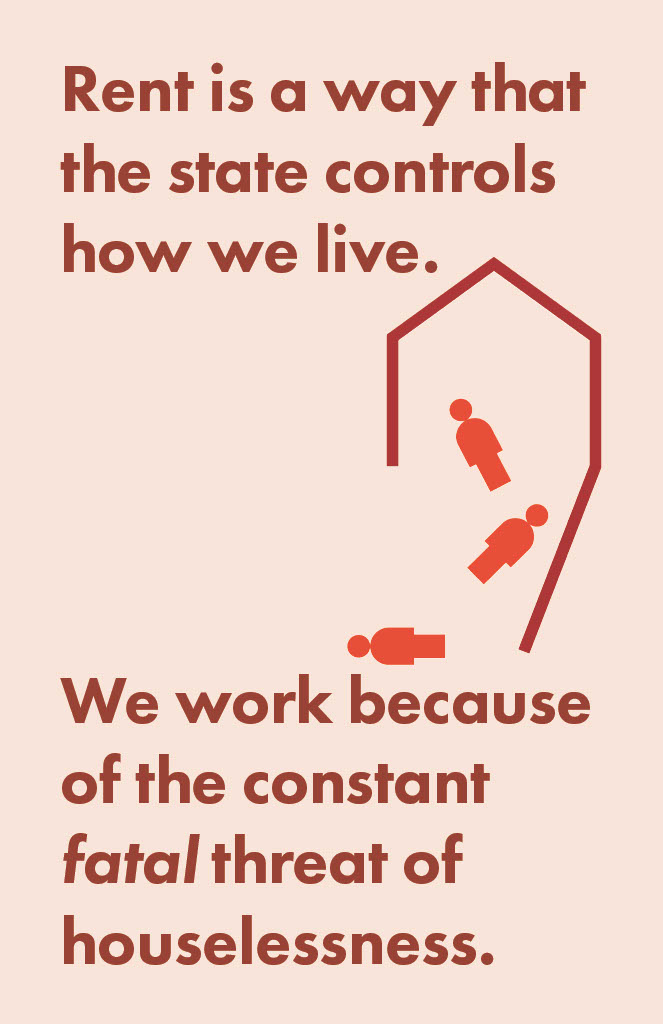 Rent is a way that
the state controls
how we live.
We work because
of the constant
fatal threat of
houselessness.